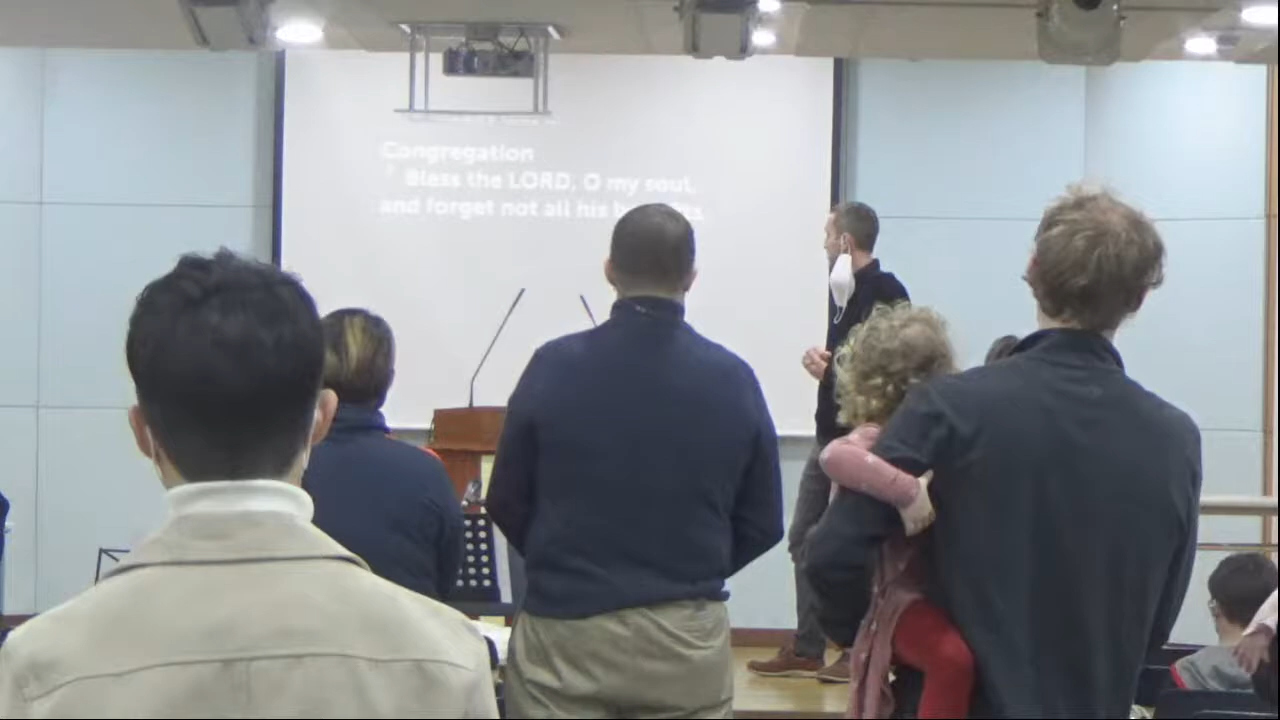 Congregation
Bless the LORD, O my soul,
and forget not all his